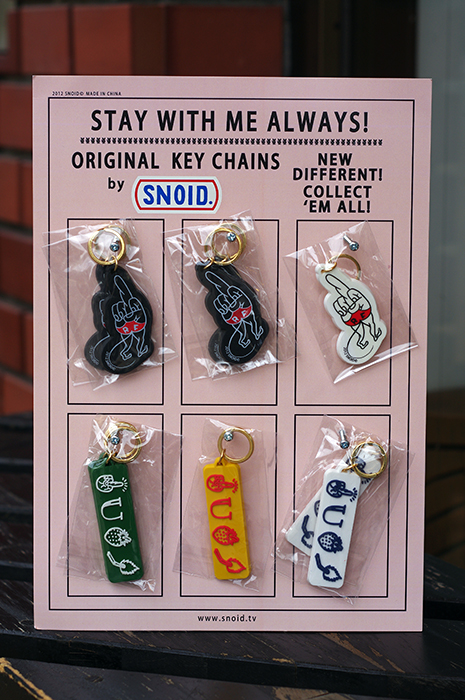 2012 SNOID© MADE IN CHINA
STAY WITH ME ALWAYS!
ORIGINAL KEY CHAINS
by SNOID.
NEW
DIFFERENT!
COLLECT
'EM ALL!
U
U
U
www.snoid.tv